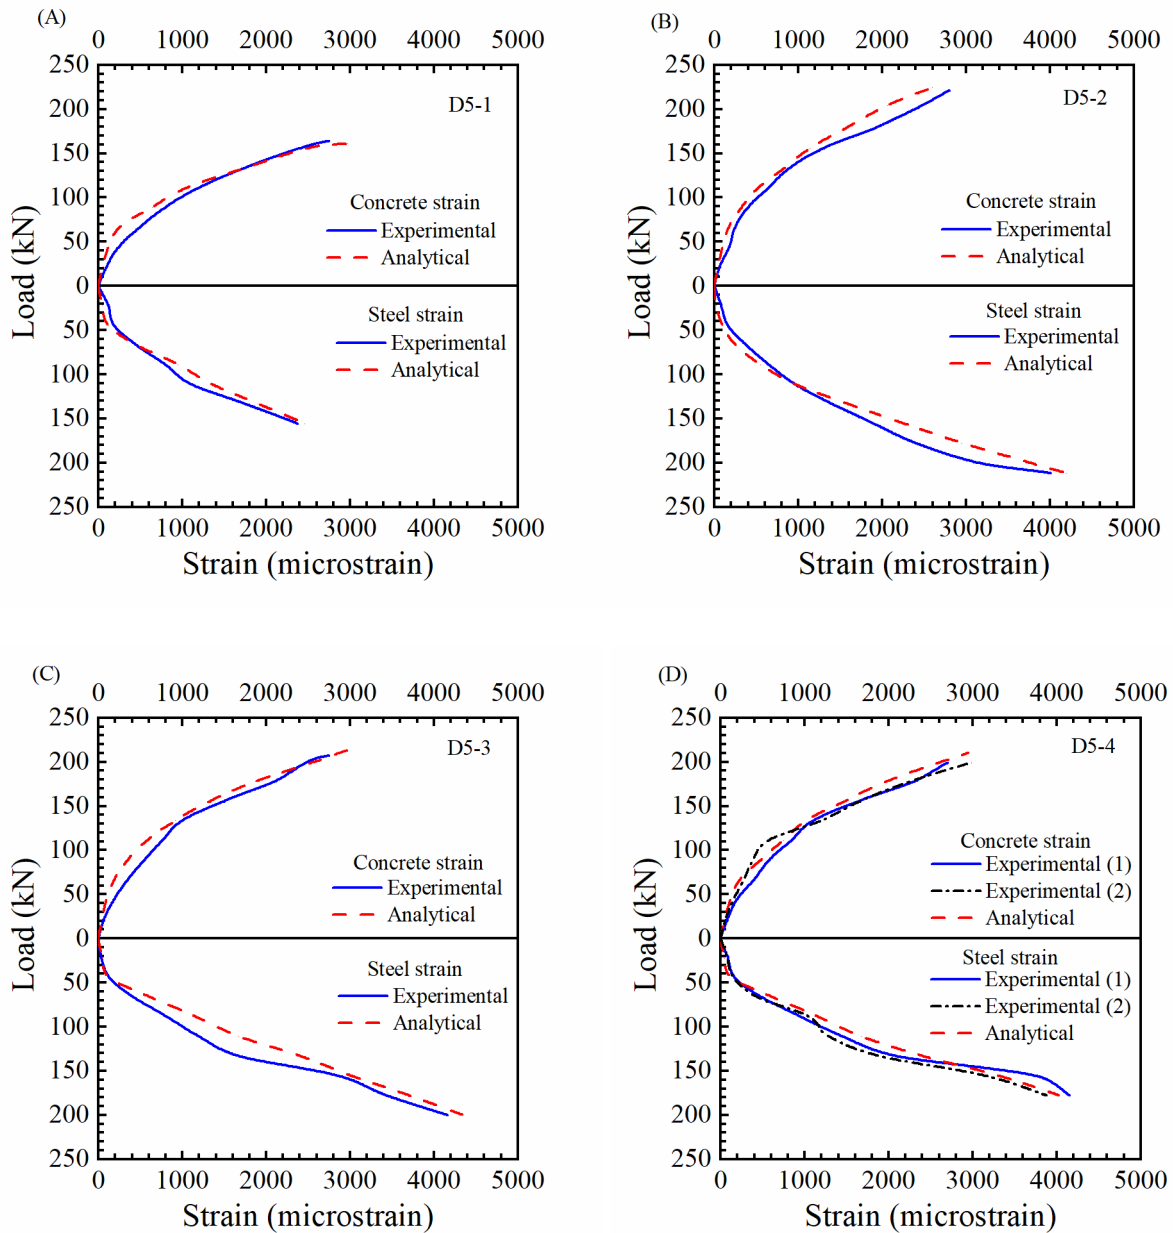 (A)
0 1000 2000 3000 4000 5000
250
200
150
100
50
0
50
100
150
200
250
D5-1
Concrete strain
Experimental
Analytical
Steel strain
Experimental
Analytical
Load (kN)
0 1000 2000 3000 4000 5000
Strain (microstrain)
(B)
0 1000 2000 3000 4000 5000
250
200
150
100
50
0
50
100
150
200
250
D5-2
Concrete strain
Experimental
Analytical
Steel strain
Experimental
Analytical
Load (kN)
0 1000 2000 3000 4000 5000
Strain (microstrain)
(C)
0 1000 2000 3000 4000 5000
250
200
150
100
50
0
50
100
150
200
250
D5-3
Concrete strain
Experimental
Analytical
Steel strain
Experimental
Analytical
Load (kN)
0 1000 2000 3000 4000 5000
Strain (microstrain)
(D)
0 1000 2000 3000 4000 5000
250
200
150
100
50
0
50
100
150
200
250
D5-4
Concrete strain
Experimental (1)
Experimental (2)
Analytical
Steel strain
Experimental (1)
Experimental (2)
Analytical
Load (kN)
0 1000 2000 3000 4000 5000
Strain (microstrain)